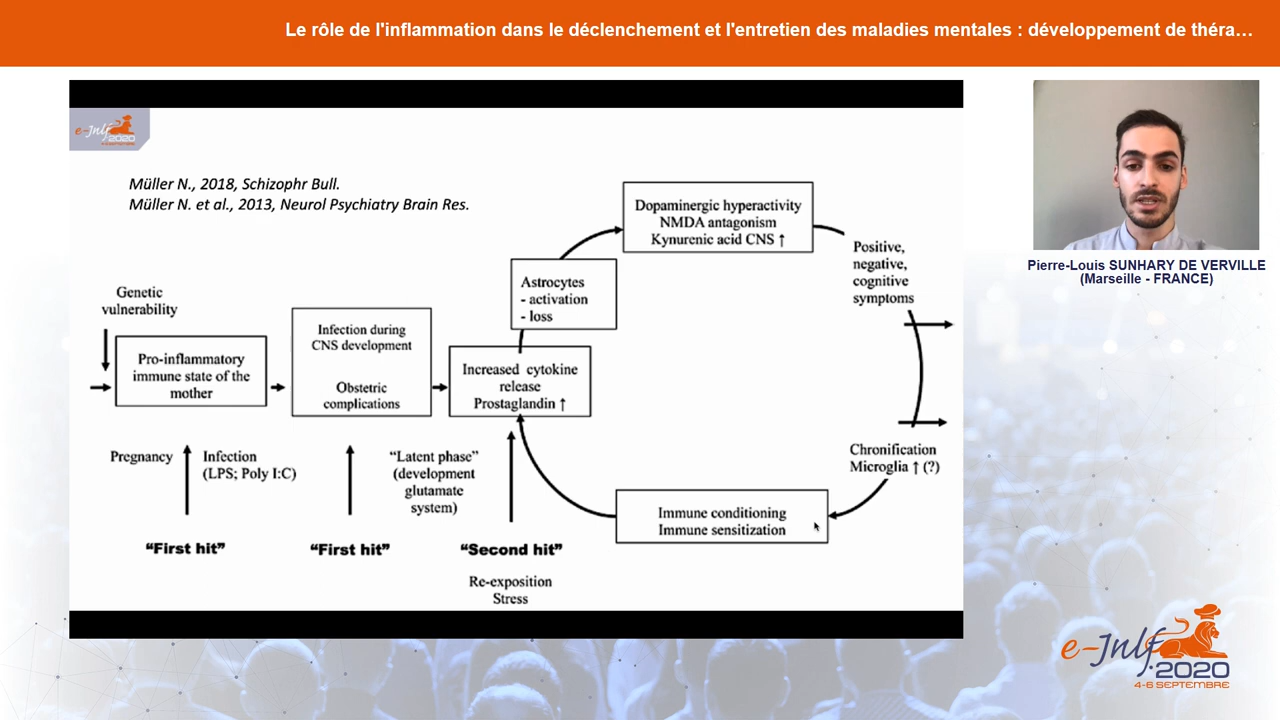 Le rôle de l'inflammation dans le déclenchement et l'entretien des maladies mentales : développement de théra…
e-Jnlf
2020
4-6 SEPTEMBRE
Müller N., 2018, Schizophr Bull.
Müller N. et al., 2013, Neurol Psychiatry Brain Res.
Genetic
vulnerability
Pro-inflammatory
immune state of the
mother
Infection during
CNS development
Obstetric
complications
Increased cytokine
release
Prostaglandin ↑
Astrocytes
- activation
- loss
Dopaminergic hyperactivity
NMDA antagonism
Kynurenic acid CNS ↑
Positive,
negative,
cognitive
symptoms
Chronification
Microglia ↑ (?)
Immune conditioning
Immune sensitization
Pregnancy
Infection
(LPS; Poly I:C)
“Latent phase”
(development
glutamate
system)
“First hit”
“First hit”
“Second hit”
Re-exposition
Stress
Pierre-Louis SUNHARY DE VERVILLE
(Marseille - FRANCE)
e-Jnlf
2020
4-6 SEPTEMBRE